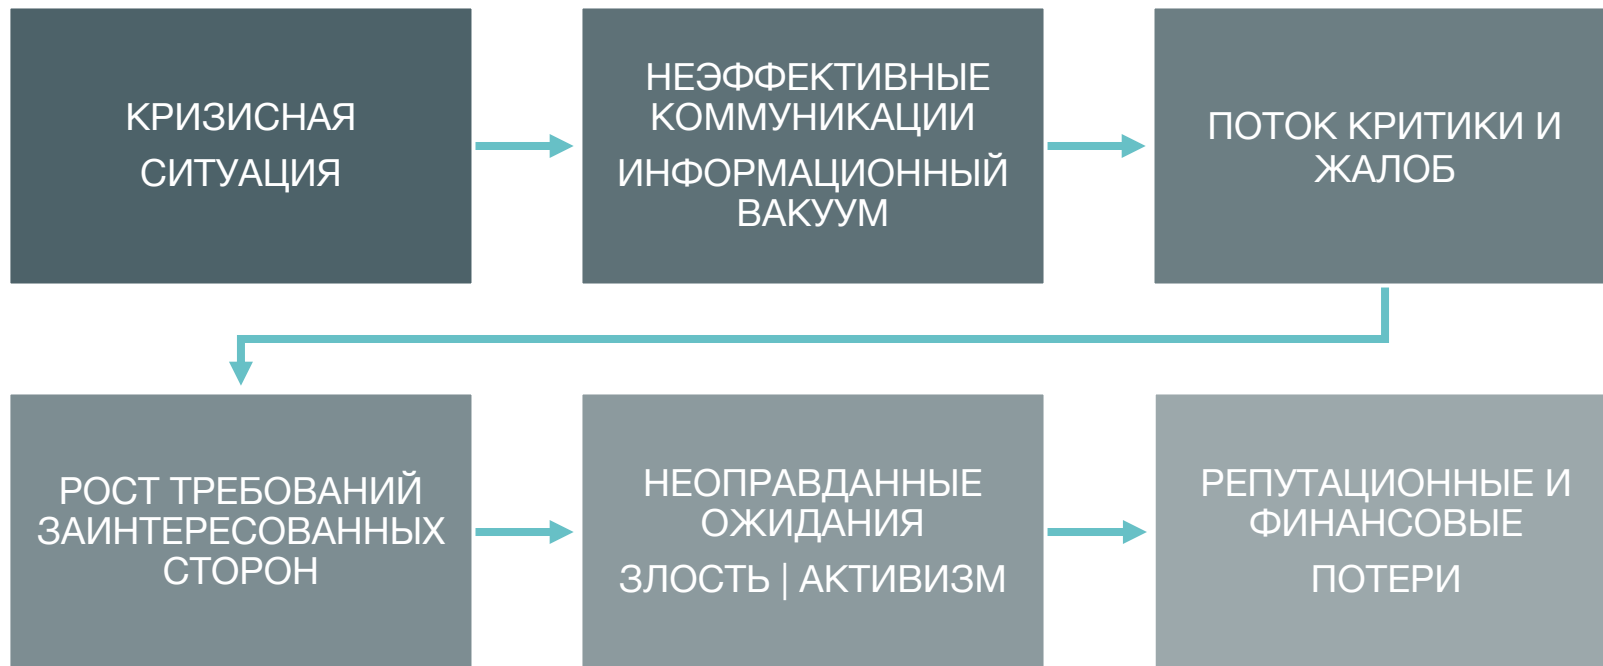 КРИЗИСНАЯ
СИТУАЦИЯ
НЕЭФФЕКТИВНЫЕ
КОММУНИКАЦИИ
ИНФОРМАЦИОННЫЙ
ВАКУУМ
ПОТОК КРИТИКИ И
ЖАЛОБ
РОСТ ТРЕБОВАНИЙ
ЗАИНТЕРЕСОВАННЫХ
СТОРОН
НЕОПРАВДАННЫЕ
ОЖИДАНИЯ
ЗЛОСТЬ | АКТИВИЗМ
РЕПУТАЦИОННЫЕ И
ФИНАНСОВЫЕ
ПОТЕРИ